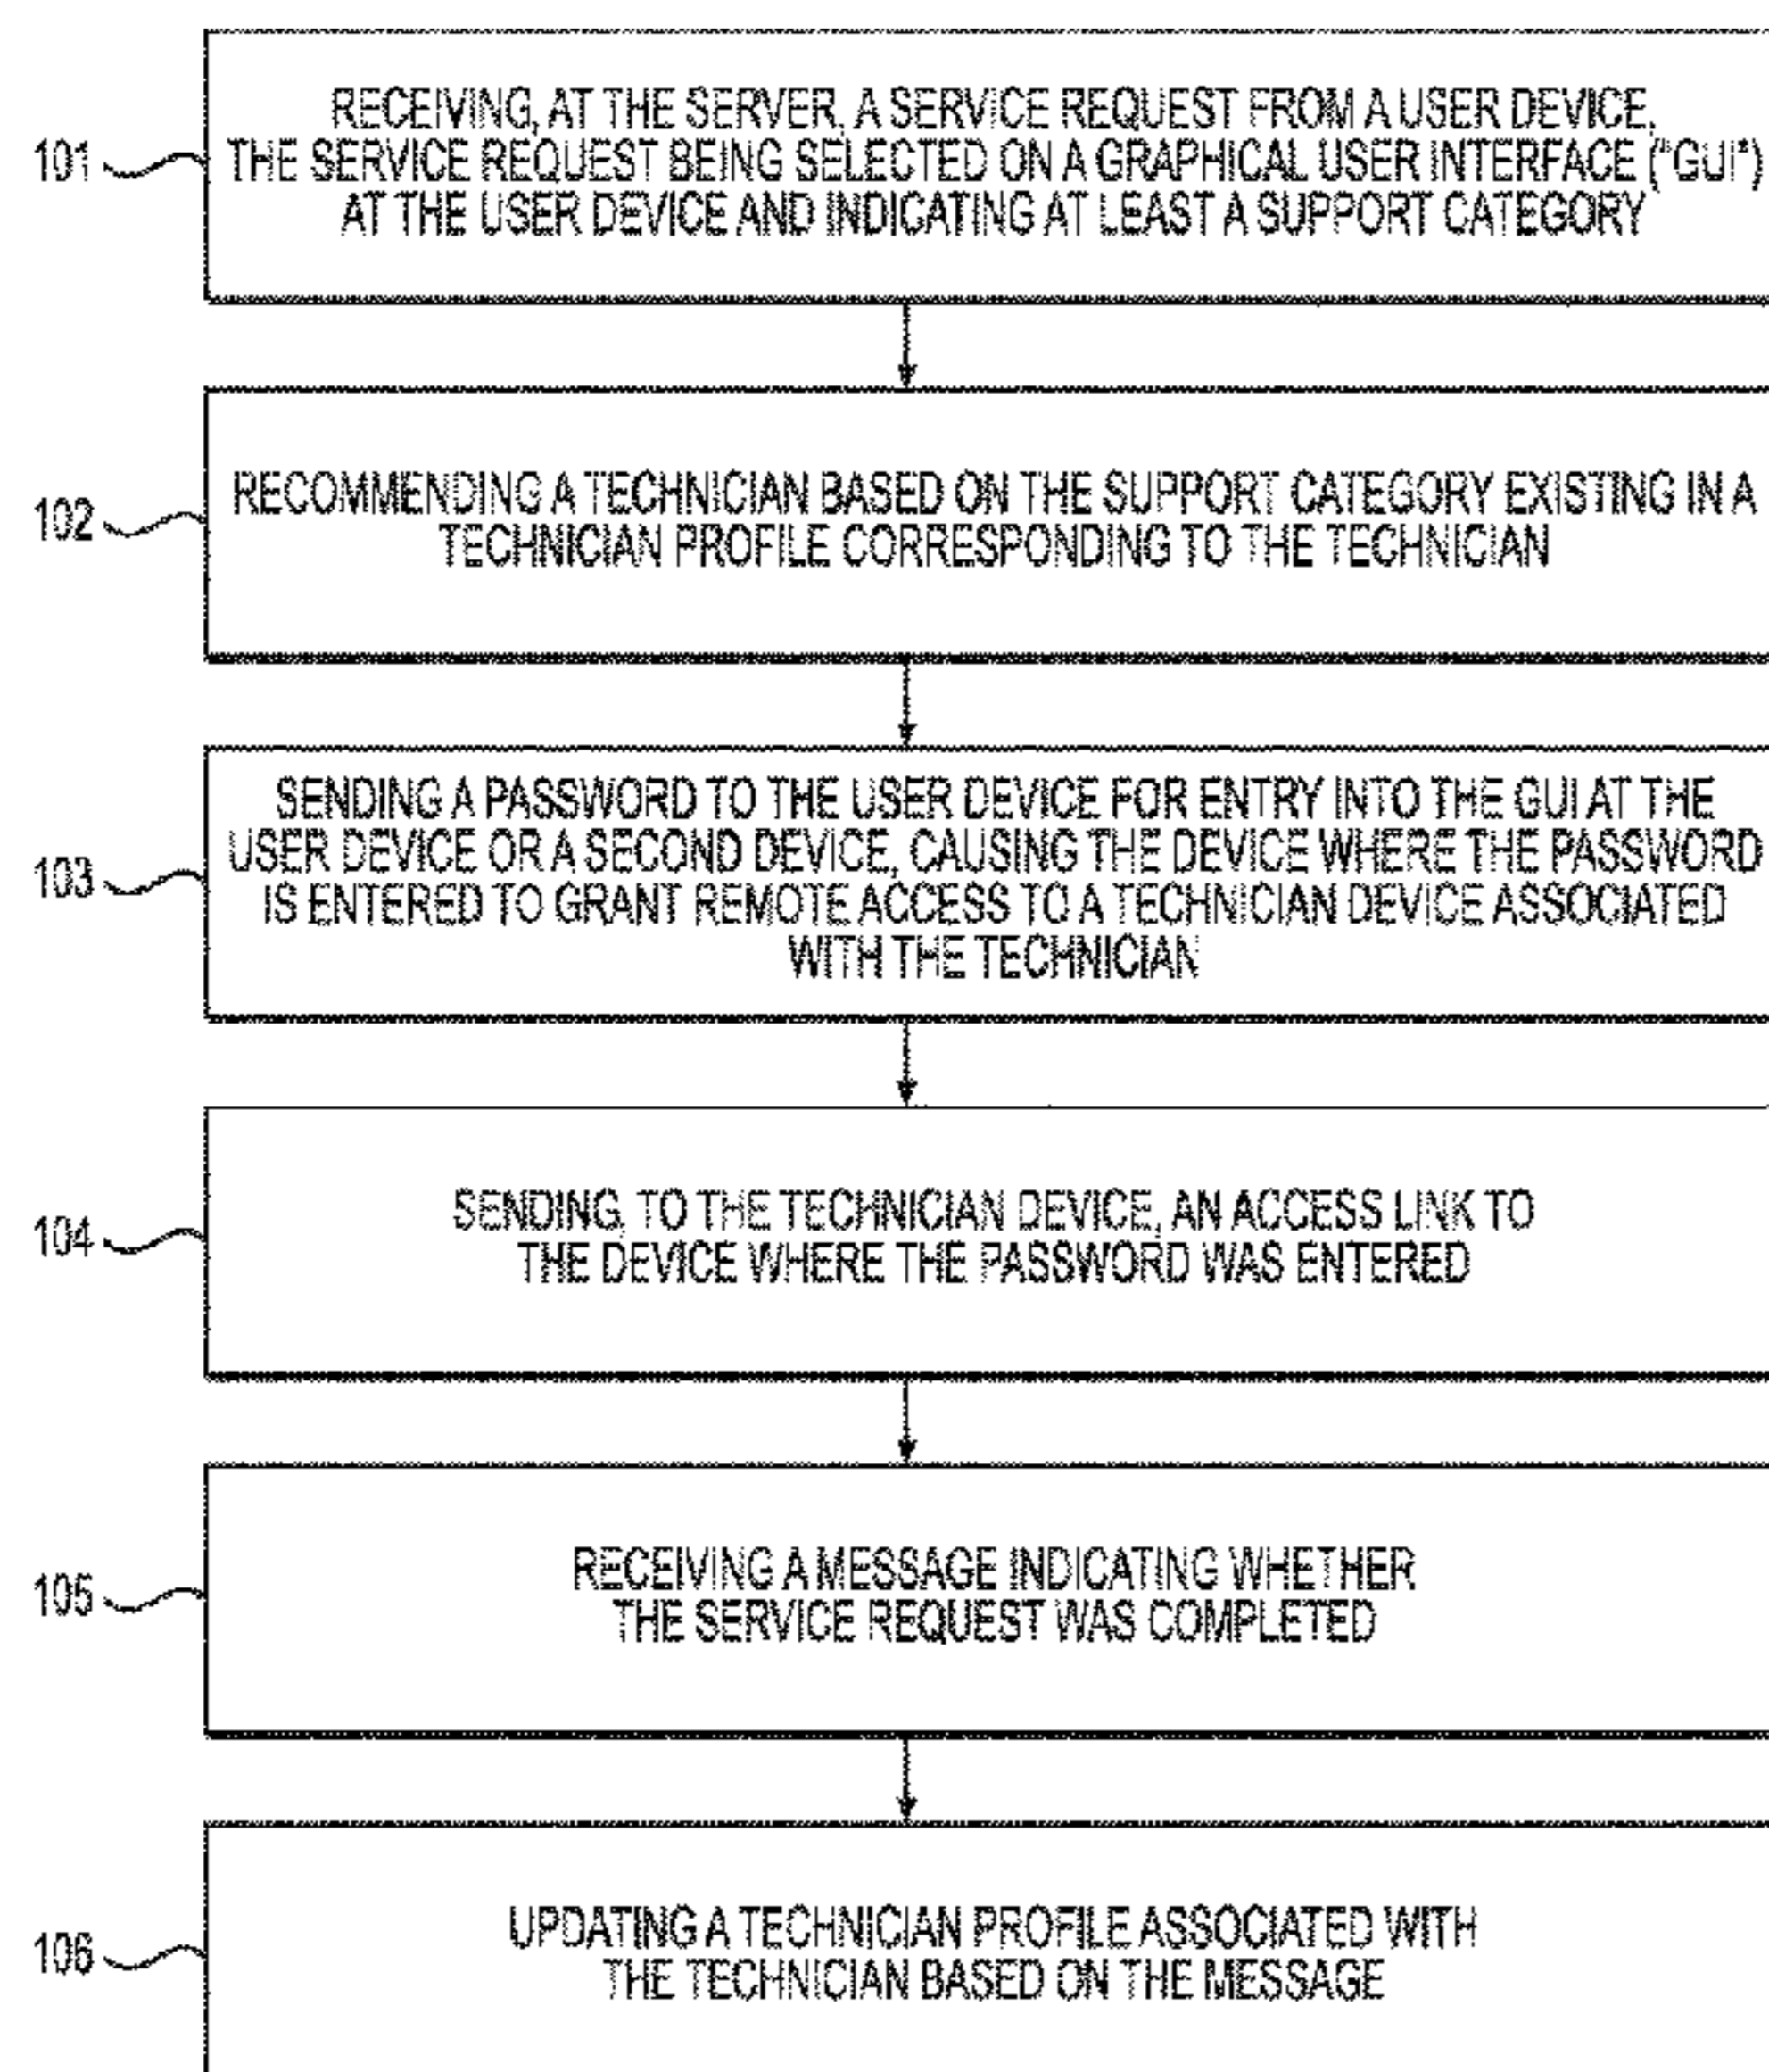 101
RECEIVING, AT THE SERVER, A SERVICE REQUEST FROM A USER DEVICE,
THE SERVICE REQUEST BEING SELECTED ON A GRAPHICAL USER INTERFACE ("GUI")
AT THE USER DEVICE AND INDICATING AT LEAST A SUPPORT CATEGORY
102
RECOMMENDING A TECHNICIAN BASED ON THE SUPPORT CATEGORY EXISTING IN A
TECHNICIAN PROFILE CORRESPONDING TO THE TECHNICIAN
103
SENDING A PASSWORD TO THE USER DEVICE FOR ENTRY INTO THE GUI AT THE
USER DEVICE OR A SECOND DEVICE, CAUSING THE DEVICE WHERE THE PASSWORD
IS ENTERED TO GRANT REMOTE ACCESS TO A TECHNICIAN DEVICE ASSOCIATED
WITH THE TECHNICIAN
104
SENDING, TO THE TECHNICIAN DEVICE, AN ACCESS LINK TO
THE DEVICE WHERE THE PASSWORD WAS ENTERED
105
RECEIVING A MESSAGE INDICATING WHETHER
THE SERVICE REQUEST WAS COMPLETED
106
UPDATING A TECHNICIAN PROFILE ASSOCIATED WITH
THE TECHNICIAN BASED ON THE MESSAGE